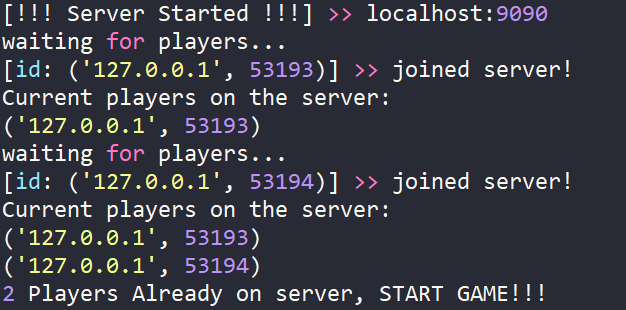 [!!! Server Started !!!] >> localhost:9090
waiting for players...
[id: ('127.0.0.1', 53193)] >> joined server!
Current players on the server:
('127.0.0.1', 53193)
waiting for players...
[id: ('127.0.0.1', 53194)] >> joined server!
Current players on the server:
('127.0.0.1', 53193)
('127.0.0.1', 53194)
2 Players Already on server, START GAME!!!